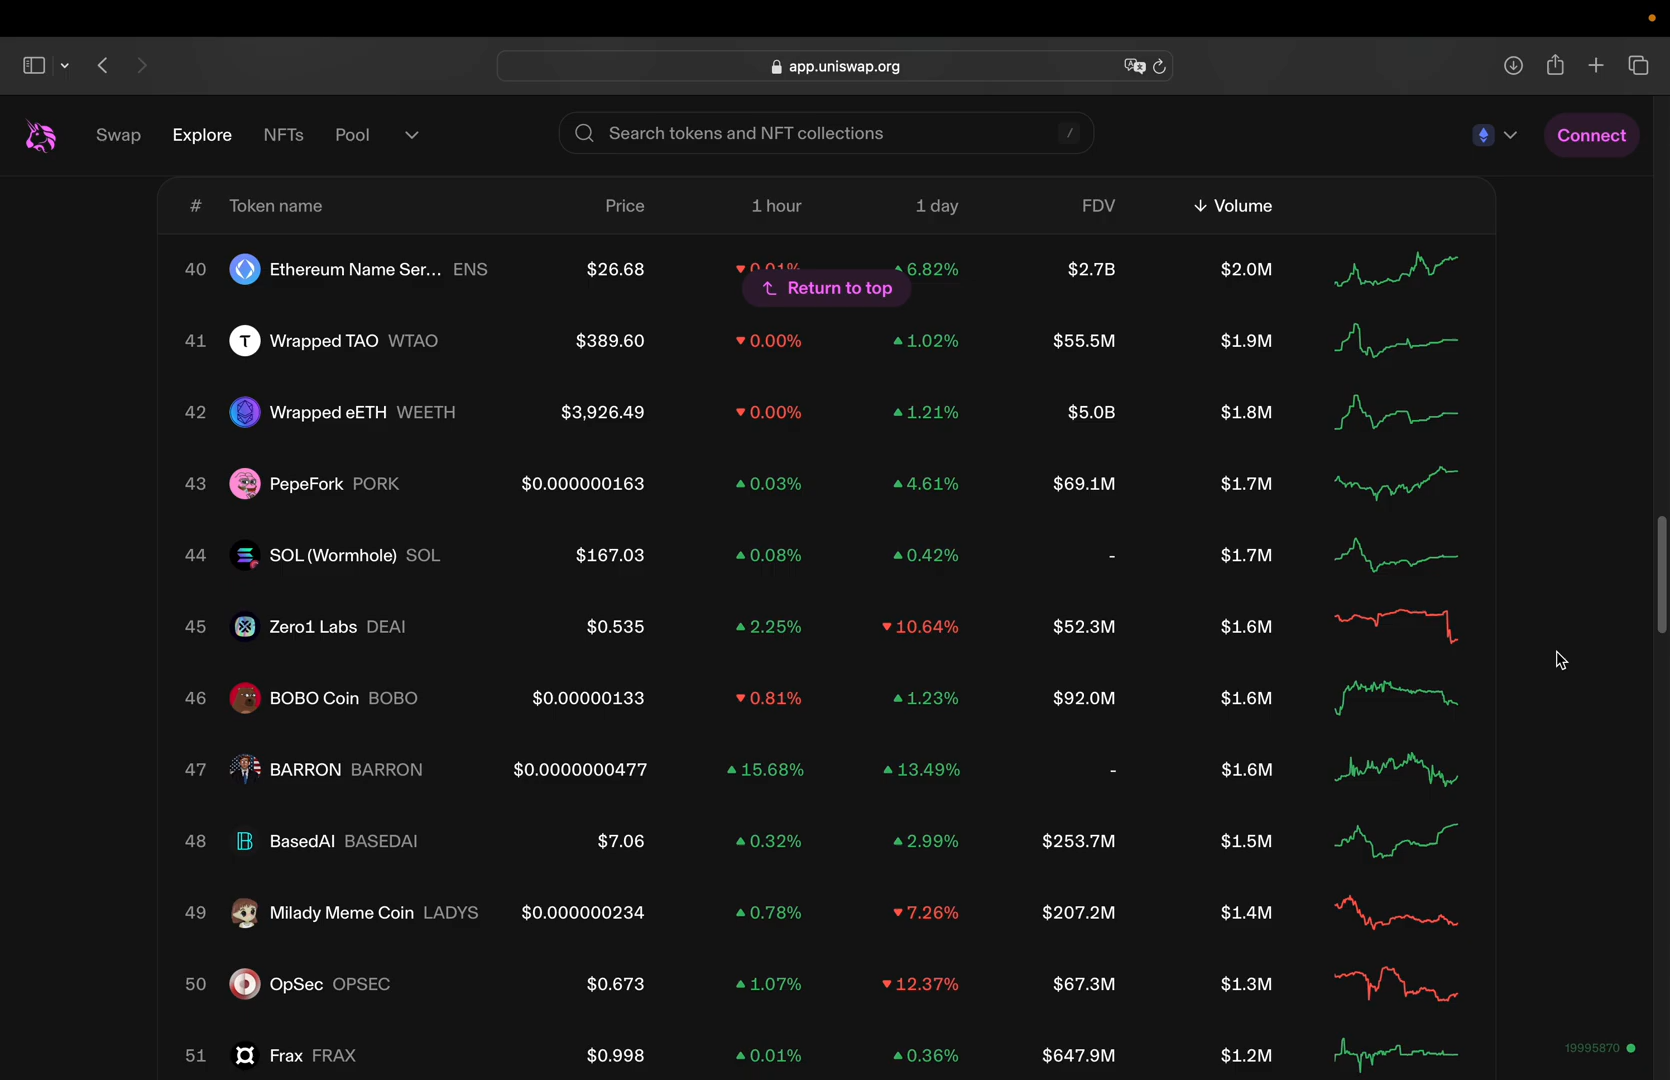 app.uniswap.org
Swap Explore NFTs Pool Search tokens and NFT collections / Connect
# Token name Price 1 hour 1 day FDV Volume
40 Ethereum Name Ser... ENS $26.68 0.01% 6.82% $2.7B $2.0M
Return to top
41 T Wrapped TAO WTAO $389.60 0.00% 1.02% $55.5M $1.9M
42 Wrapped eETH WEETH $3,926.49 0.00% 1.21% $5.0B $1.8M
43 PepeFork PORK $0.000000163 0.03% 4.61% $69.1M $1.7M
44 SOL (Wormhole) SOL $167.03 0.08% 0.42% - $1.7M
45 Zero1 Labs DEAI $0.535 2.25% 10.64% $52.3M $1.6M
46 BOBO Coin BOBO $0.00000133 0.81% 1.23% $92.0M $1.6M
47 BARRON BARRON $0.0000000477 15.68% 13.49% - $1.6M
48 BasedAI BASEDAI $7.06 0.32% 2.99% $253.7M $1.5M
49 Milady Meme Coin LADYS $0.000000234 0.78% 7.26% $207.2M $1.4M
50 OpSec OPSEC $0.673 1.07% 12.37% $67.3M $1.3M
51 Frax FRAX $0.998 0.01% 0.36% $647.9M $1.2M
19995870